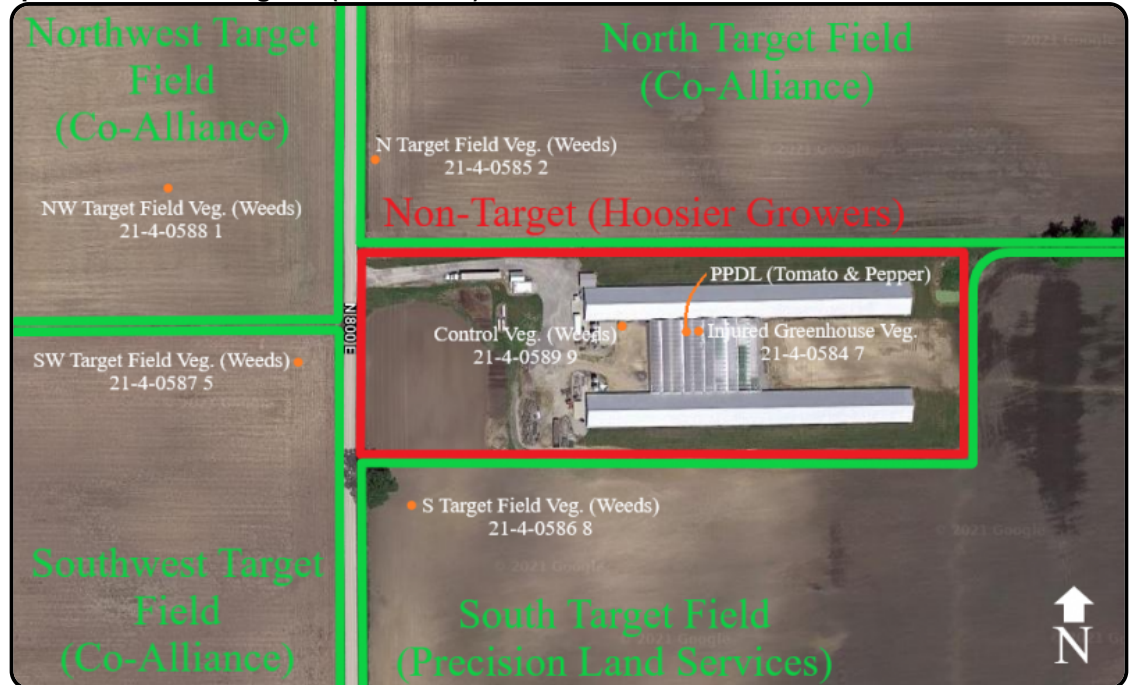 Northwest Target
Field
(Co-Alliance)
North Target Field
(Co-Alliance)
© 2021 Google
N Target Field Veg. (Weeds)
21-4-0585 2
NW Target Field Veg. (Weeds)
21-4-0588 1
Non-Target (Hoosier Growers)
PPDL (Tomato & Pepper)
N 800 E
Control Veg. (Weeds)
21-4-0589 9
Injured Greenhouse Veg.
21-4-0584 7
SW Target Field Veg. (Weeds)
21-4-0587 5
© 2021 Google
S Target Field Veg. (Weeds)
21-4-0586 8
© 2021 Google
Southwest Target
Field
(Co-Alliance)
South Target Field
(Precision Land Services)
N